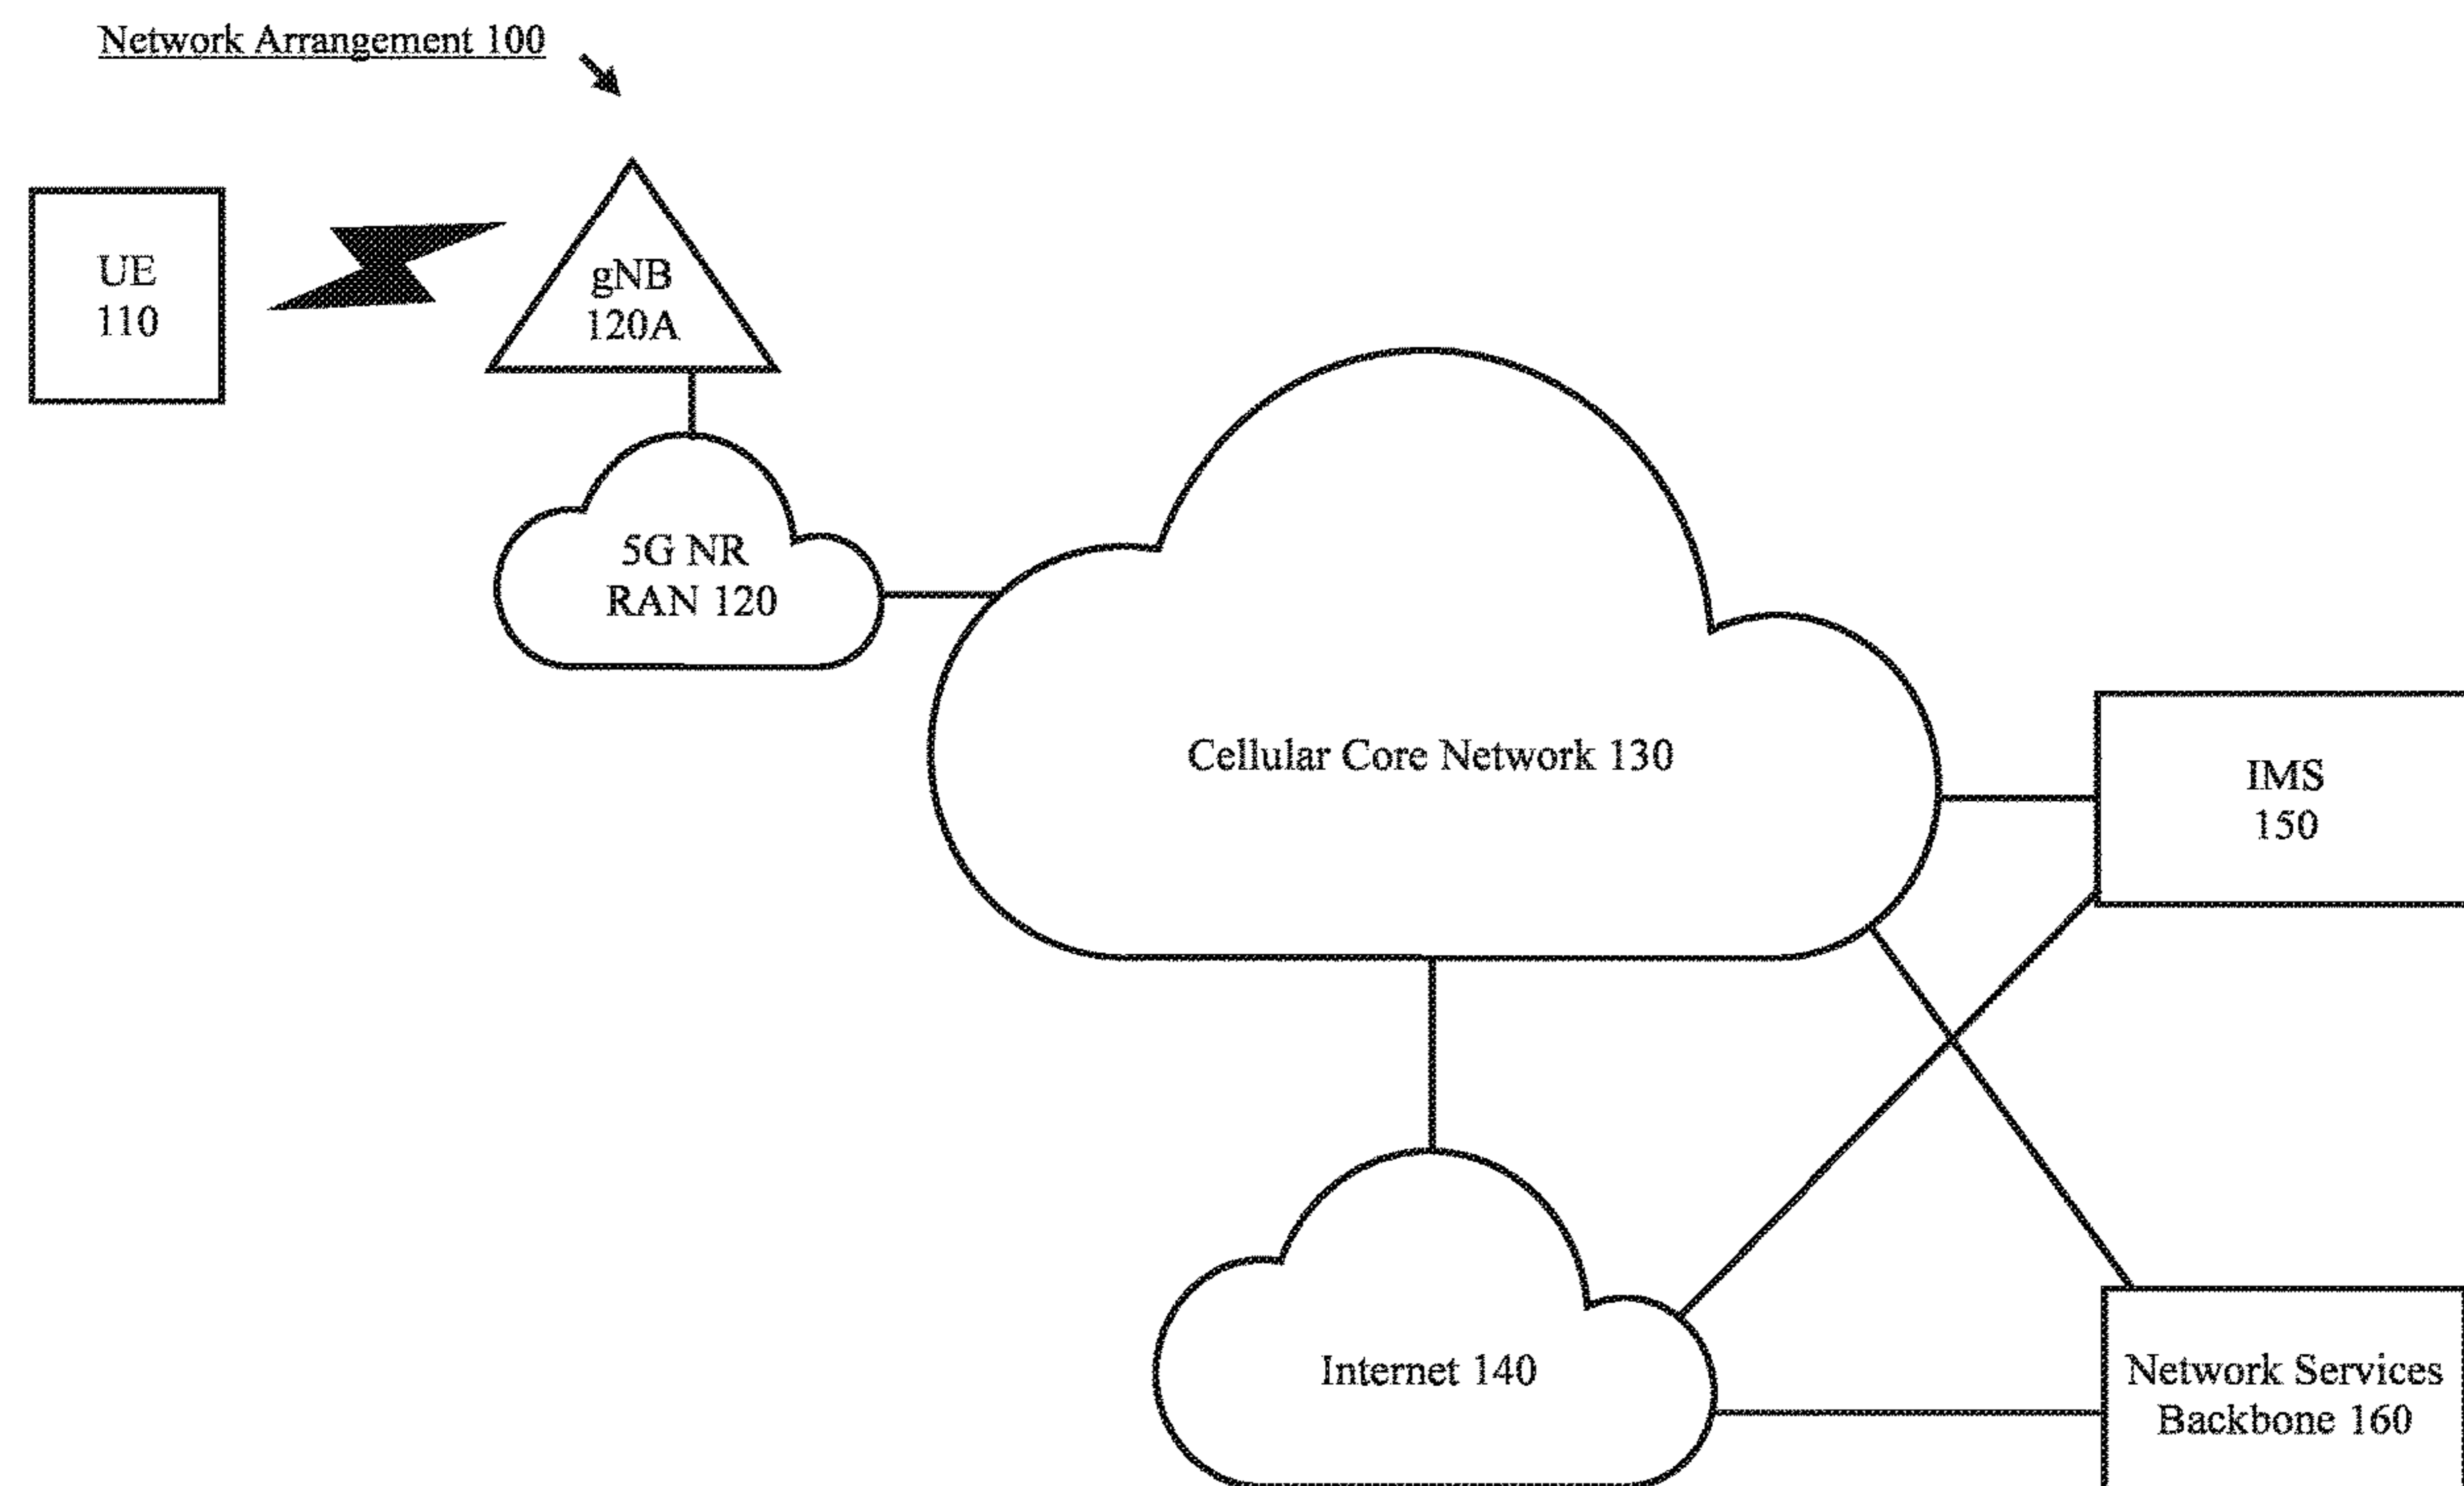 Network Arrangement 100
UE
110
gNB
120A
5G NR
RAN 120
Cellular Core Network 130
IMS
150
Internet 140
Network Services
Backbone 160